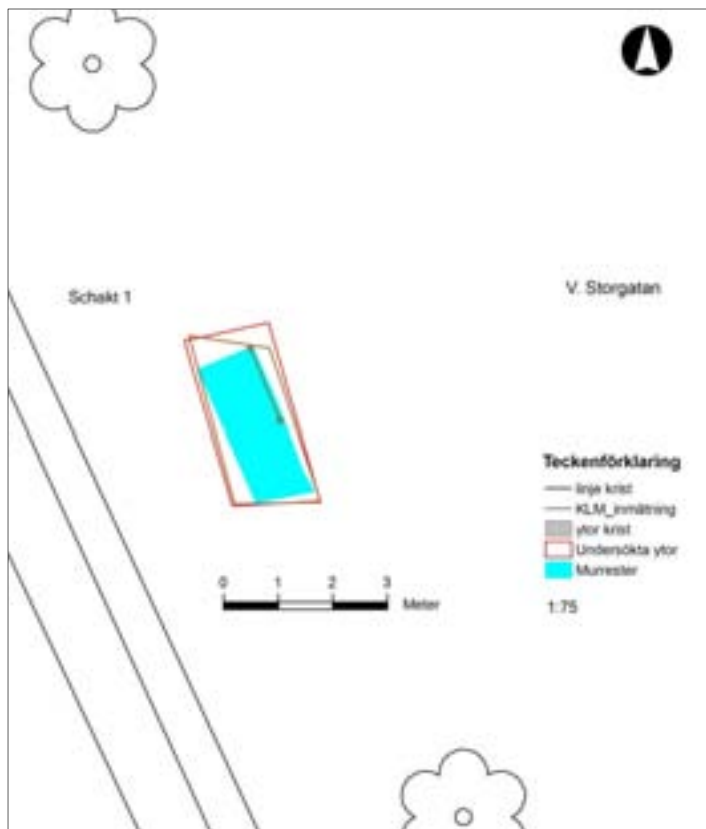 Schakt 1
V. Storgatan
Teckenförklaring
linje krist
KLM_inmätning
ytor krist
Undersökta ytor
Murrester
0 1 2 3
Meter
1:75